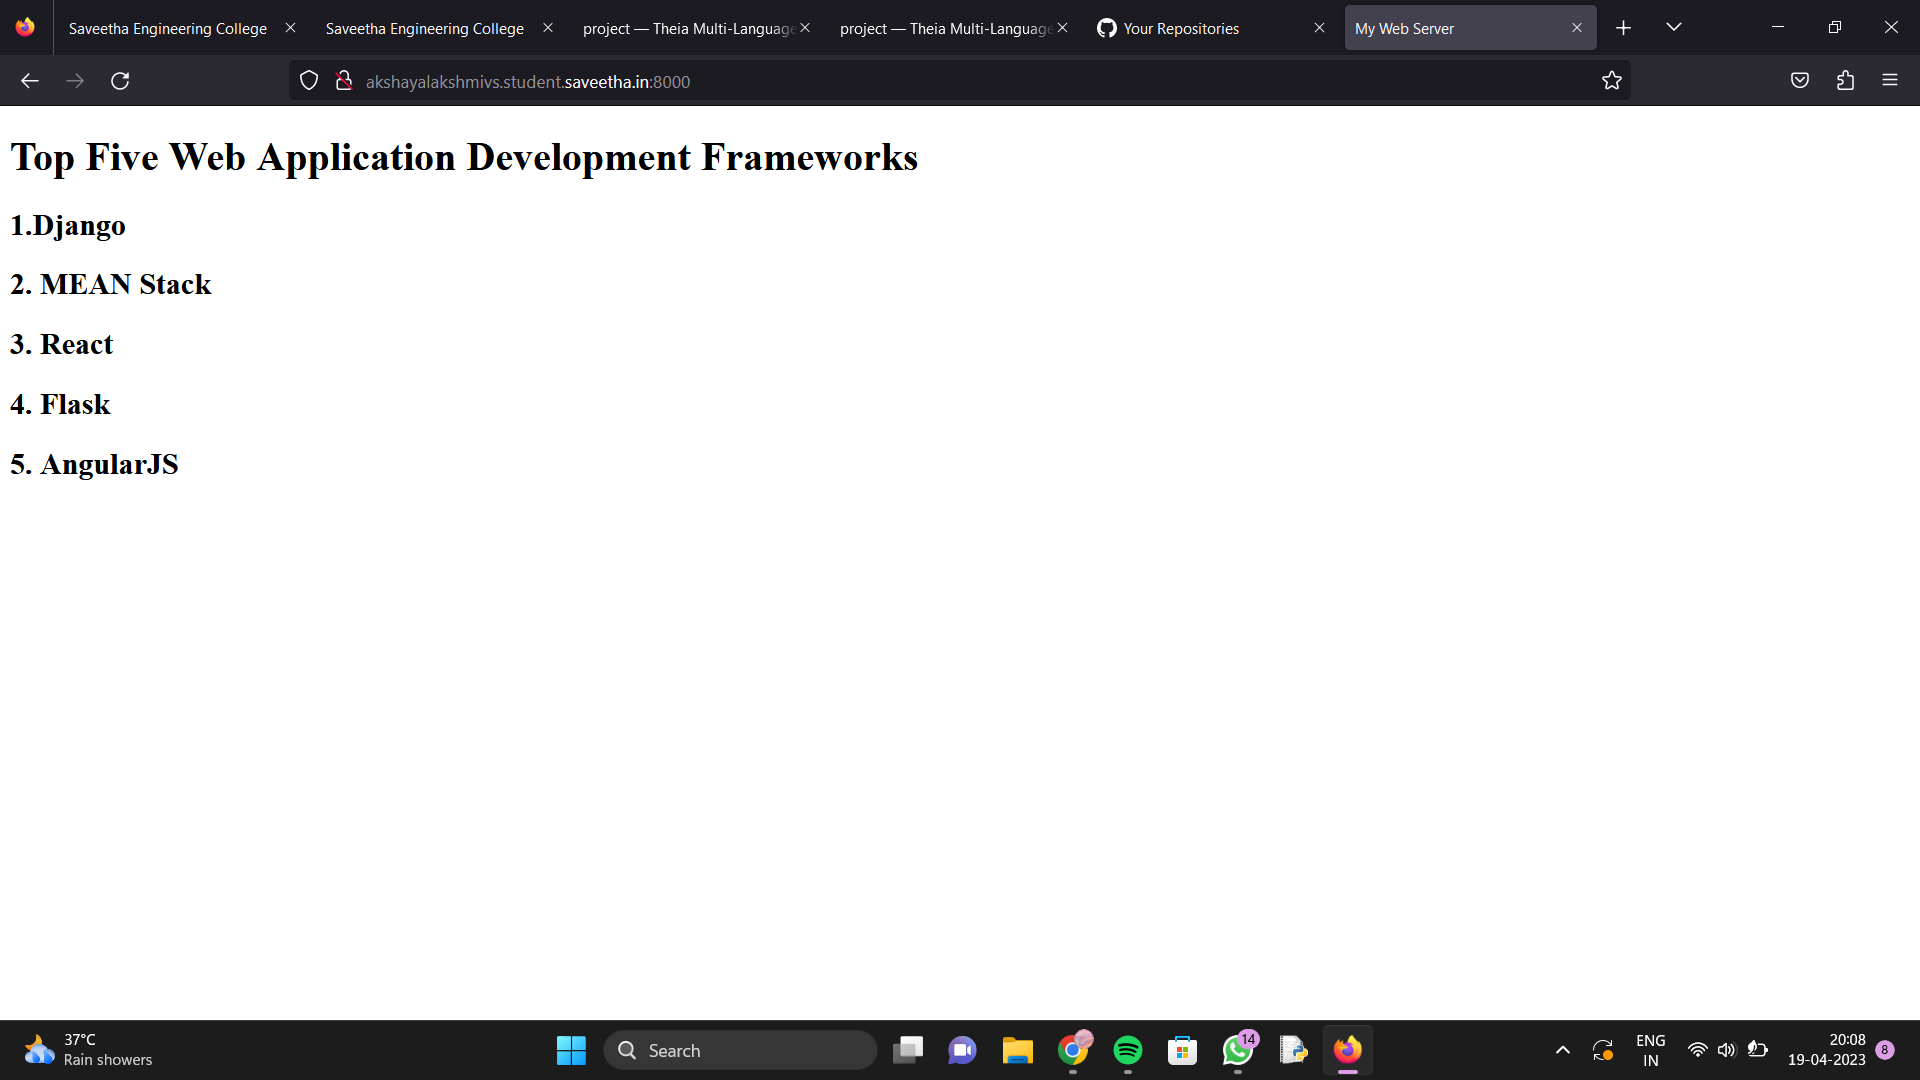 Saveetha Engineering College
Saveetha Engineering College
project — Theia Multi-Language
project — Theia Multi-Language
Your Repositories
My Web Server
akshayalakshmivs.student.saveetha.in:8000
Top Five Web Application Development Frameworks
1.Django
2. MEAN Stack
3. React
4. Flask
5. AngularJS
37°C
Rain showers
Search
14
ENG
IN
20:08
19-04-2023
8